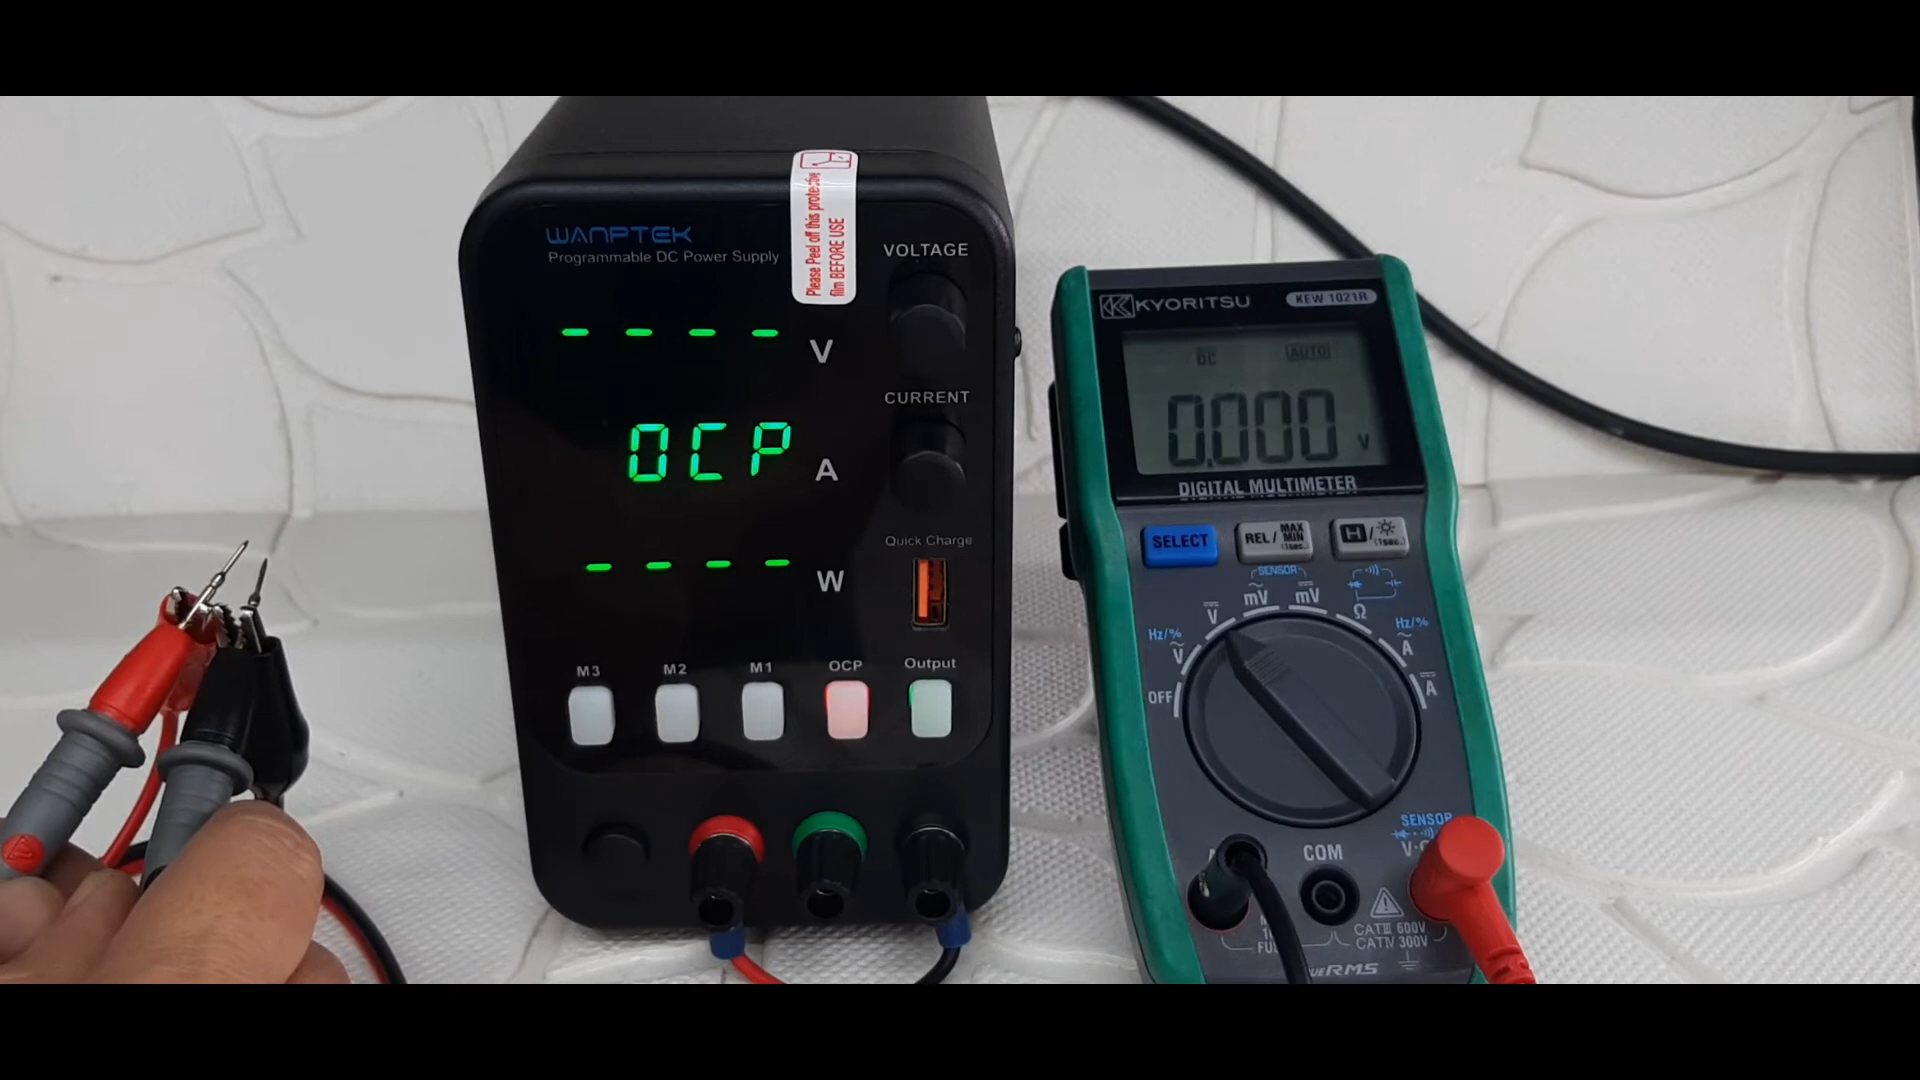 WANPTEK
Programmable DC Power Supply
Please Peel off this protective
film BEFORE USE
VOLTAGE
- - - - V
CURRENT
OCP A
Quick Charge
- - - - W
M3 M2 M1 OCP Output
KYORITSU KEW 1021R
DC AUTO
0.000 V
DIGITAL MULTIMETER
SELECT REL/ MAX MIN (1sec.) H/ (1sec.)
SENSOR
V mV mV Ω
Hz/% V Hz/% A
OFF A
SENSOR
COM
CATIII 600V
CATIV 300V
RMS